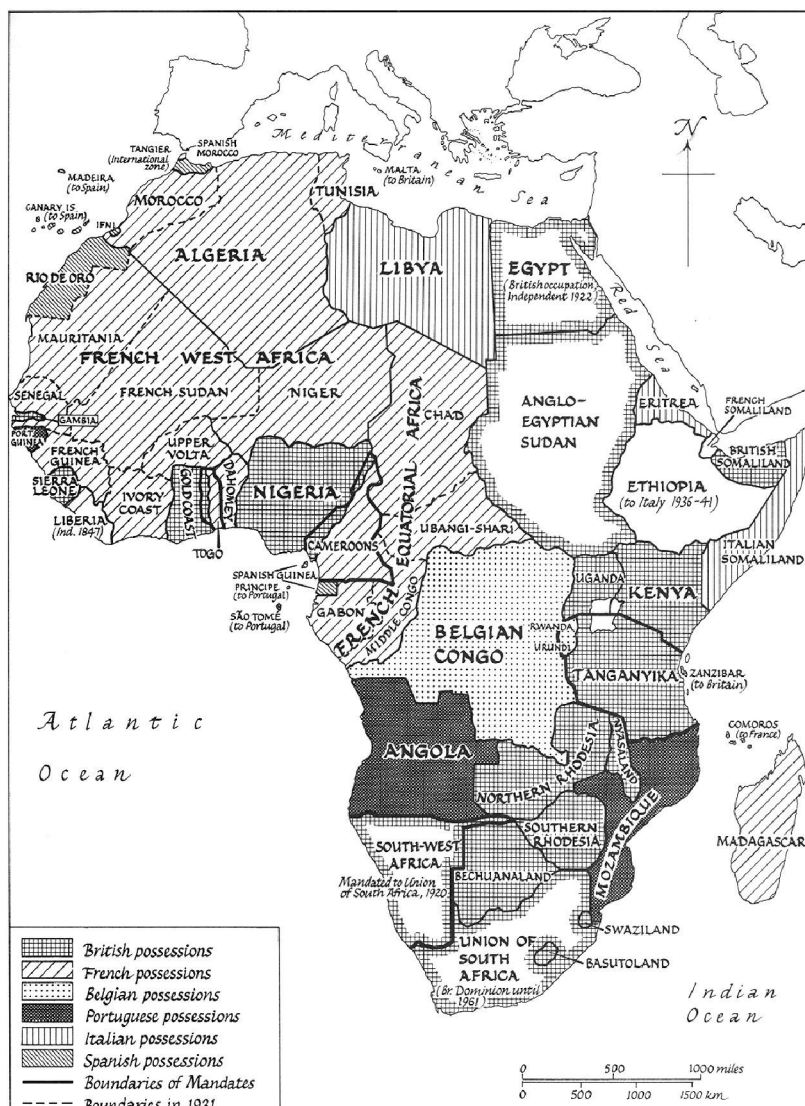 N
Mediterranean Sea
TANGIER
(International
zone)
SPANISH
MOROCCO
MADEIRA
(to Spain)
CANARY IS
(to Spain)
IFNI
MOROCCO
TUNISIA
MALTA
(to Britain)
ALGERIA
LIBYA
EGYPT
(British occupation
Independent 1922)
Red Sea
RIO DE ORO
MAURITANIA
FRENCH WEST AFRICA
FRENCH SUDAN
NIGER
CHAD
ANGLO-
EGYPTIAN
SUDAN
ERITREA
FRENCH
SOMALILAND
SENEGAL
GAMBIA
PORT.
GUINEA
FRENCH
GUINEA
UPPER
VOLTA
DAHOMEY
NIGERIA
BRITISH
SOMALILAND
SIERRA
LEONE
LIBERIA
(Ind. 1847)
IVORY
COAST
GOLD COAST
TOGO
ETHIOPIA
(to Italy 1936-41)
ITALIAN
SOMALILAND
CAMEROONS
UBANGI-SHARI
FRENCH EQUATORIAL AFRICA
SPANISH GUINEA
PRINCIPE
(to Portugal)
SÃO TOMÉ
(to Portugal)
GABON
MIDDLE CONGO
UGANDA
KENYA
BELGIAN
CONGO
RWANDA
URUNDI
TANGANYIKA
ZANZIBAR
(to Britain)
Atlantic
Ocean
ANGOLA
NORTHERN RHODESIA
NYASALAND
COMOROS
(to France)
MOZAMBIQUE
MADAGASCAR
SOUTH-WEST
AFRICA
Mandated to Union
of South Africa, 1920
SOUTHERN
RHODESIA
BECHUANALAND
SWAZILAND
BASUTOLAND
UNION OF
SOUTH
AFRICA
(Br. Dominion until
1961)
Indian
Ocean
British possessions
French possessions
Belgian possessions
Portuguese possessions
Italian possessions
Spanish possessions
Boundaries of Mandates
Boundaries in 1931
0 500 1000 miles
0 500 1000 1500 km